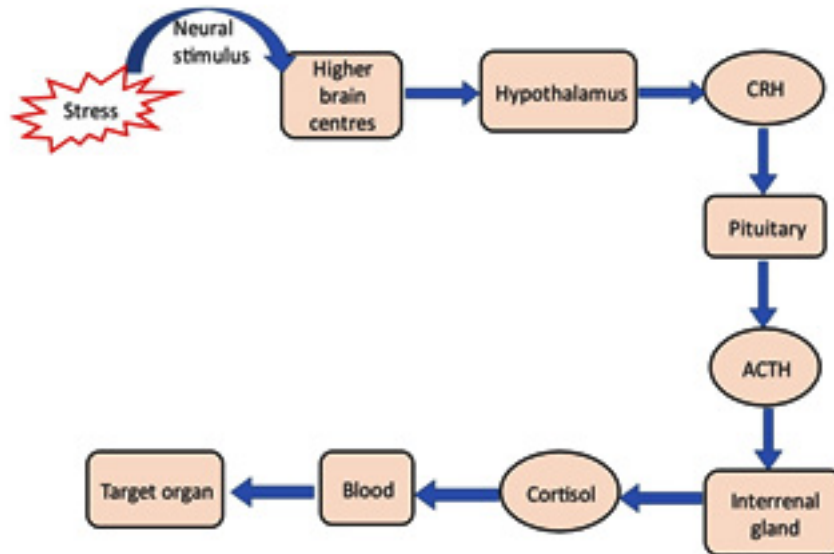 Neural
stimulus
Stress
Higher
brain
centres
Hypothalamus
CRH
Pituitary
ACTH
Interrenal
gland
Cortisol
Blood
Target organ